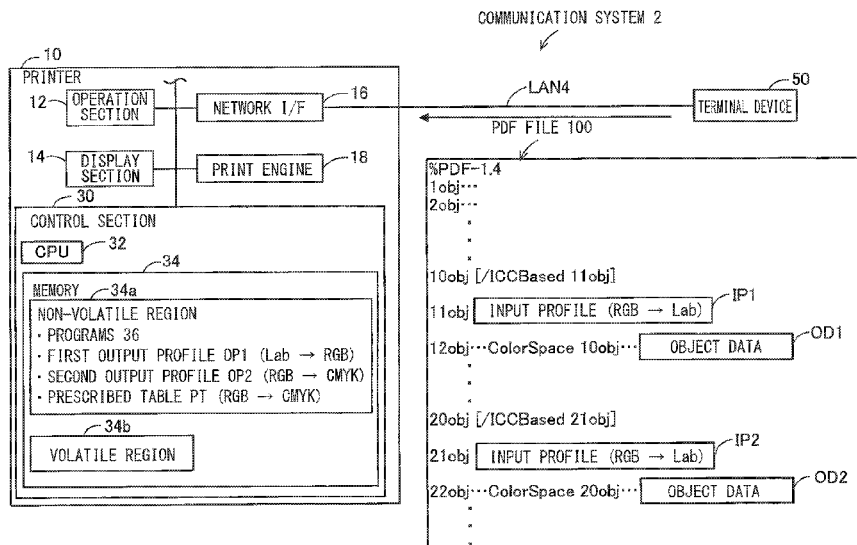 COMMUNICATION SYSTEM 2
10
PRINTER
12
OPERATION SECTION
NETWORK I/F
16
LAN4
50
TERMINAL DEVICE
PDF FILE 100
14
DISPLAY SECTION
PRINT ENGINE
18
30
CONTROL SECTION
CPU
32
34
MEMORY
34a
NON-VOLATILE REGION
・PROGRAMS 36
・FIRST OUTPUT PROFILE OP1 (Lab → RGB)
・SECOND OUTPUT PROFILE OP2 (RGB → CMYK)
・PRESCRIBED TABLE PT (RGB → CMYK)
34b
VOLATILE REGION
%PDF-1.4
1obj⋯
2obj⋯
10obj [/ICCBased 11obj]
11obj INPUT PROFILE (RGB → Lab)
IP1
12obj⋯ColorSpace 10obj⋯ OBJECT DATA
OD1
20obj [/ICCBased 21obj]
21obj INPUT PROFILE (RGB → Lab)
IP2
22obj⋯ColorSpace 20obj⋯ OBJECT DATA
OD2